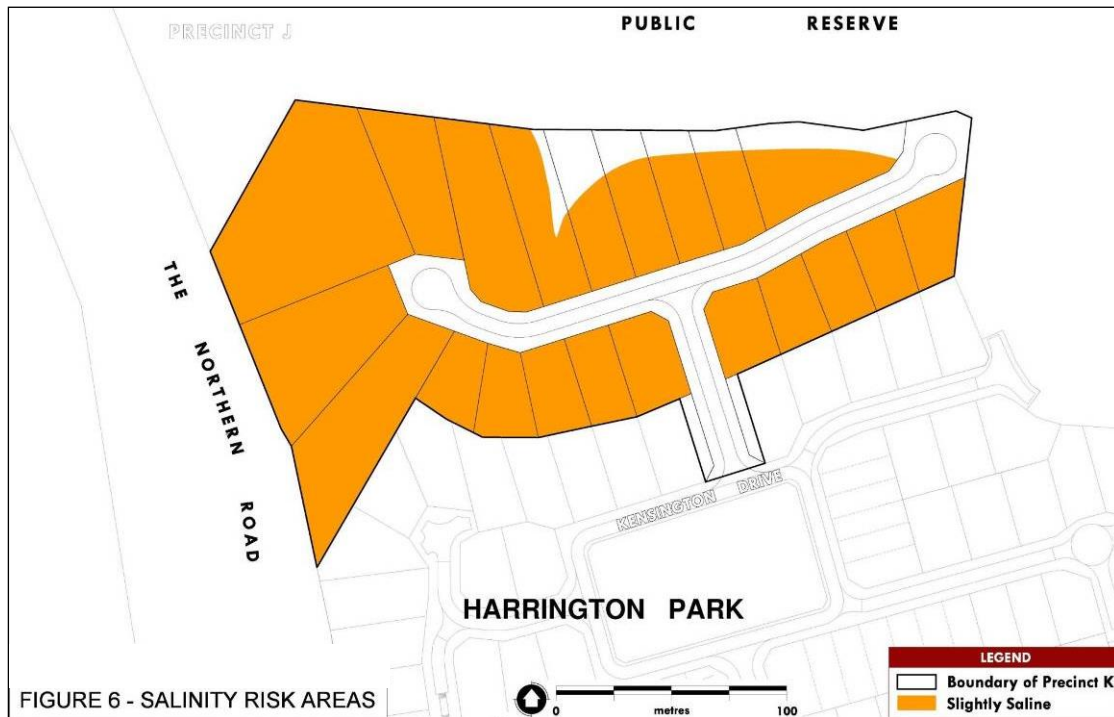 PRECINCT J
PUBLIC RESERVE
THE NORTHERN ROAD
KENSINGTON DRIVE
HARRINGTON PARK
LEGEND
Boundary of Precinct K
Slightly Saline
FIGURE 6 - SALINITY RISK AREAS
0 metres 100